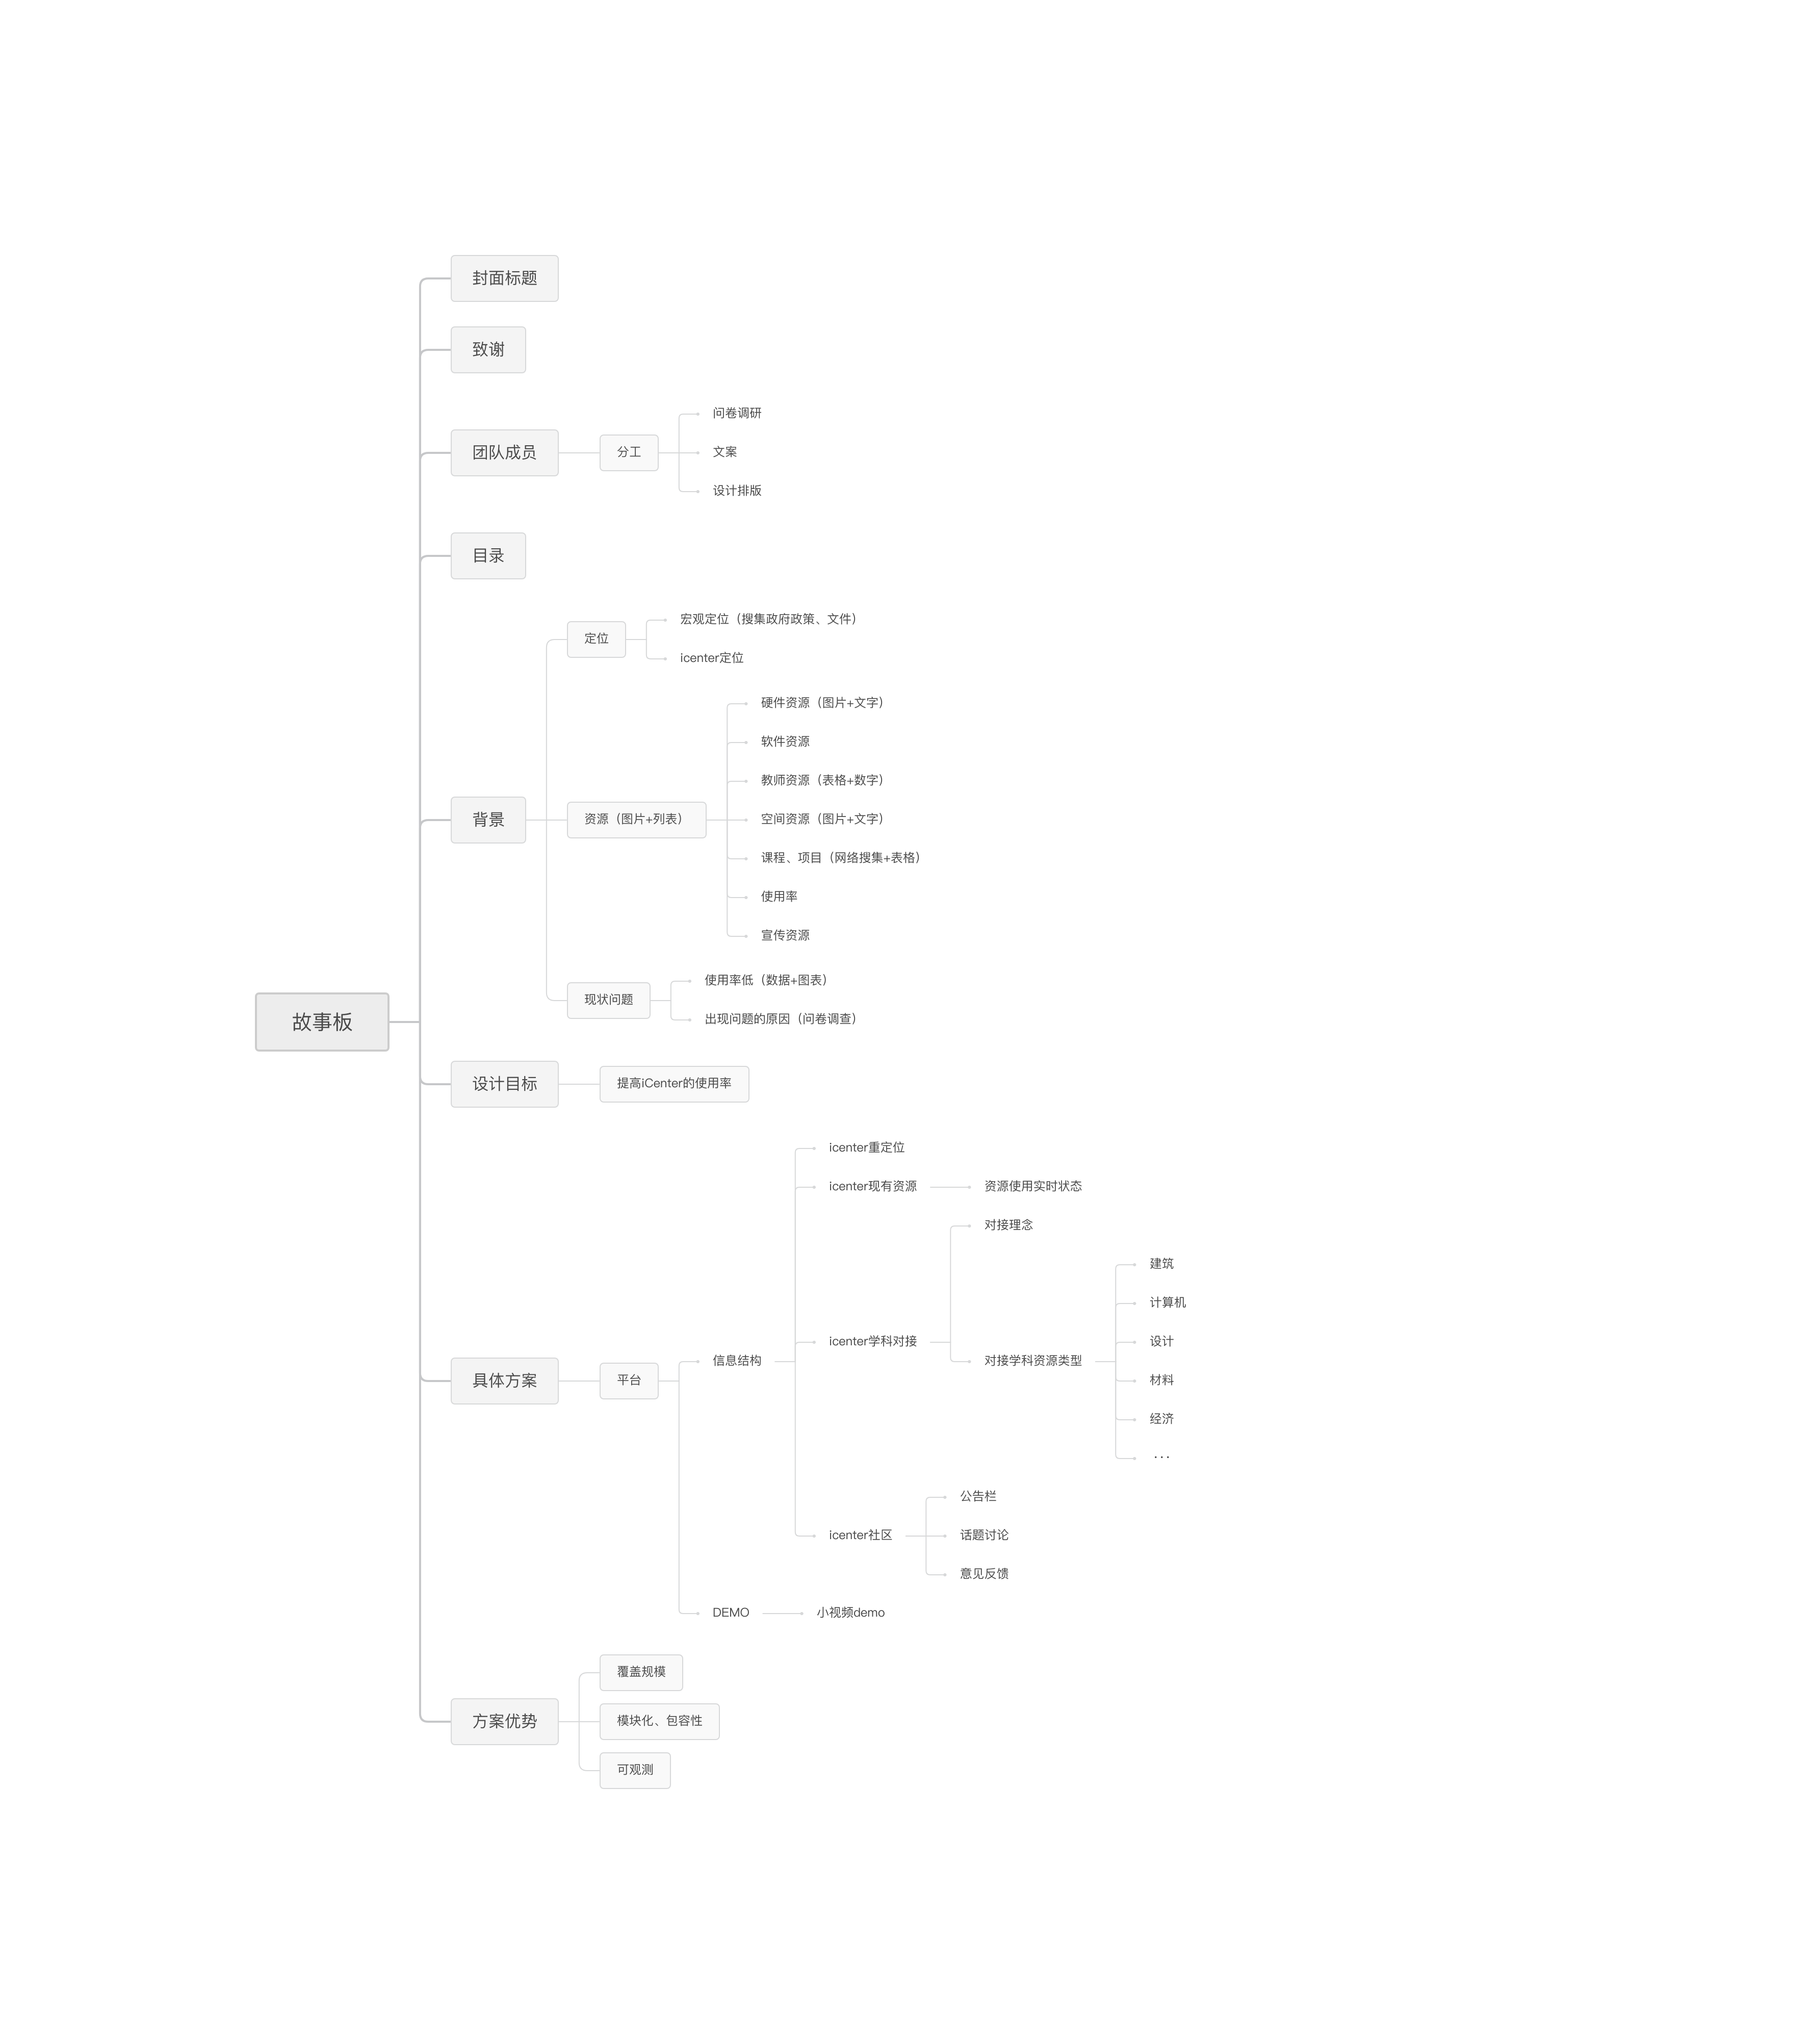 故事板
封面标题
致谢
团队成员
分工
问卷调研
文案
设计排版
目录
背景
定位
宏观定位（搜集政府政策、文件）
icenter定位
资源（图片+列表）
硬件资源（图片+文字）
软件资源
教师资源（表格+数字）
空间资源（图片+文字）
课程、项目（网络搜集+表格）
使用率
宣传资源
现状问题
使用率低（数据+图表）
出现问题的原因（问卷调查）
设计目标
提高iCenter的使用率
具体方案
平台
信息结构
icenter重定位
icenter现有资源
资源使用实时状态
icenter学科对接
对接理念
对接学科资源类型
建筑
计算机
设计
材料
经济
···
icenter社区
公告栏
话题讨论
意见反馈
DEMO
小视频demo
方案优势
覆盖规模
模块化、包容性
可观测